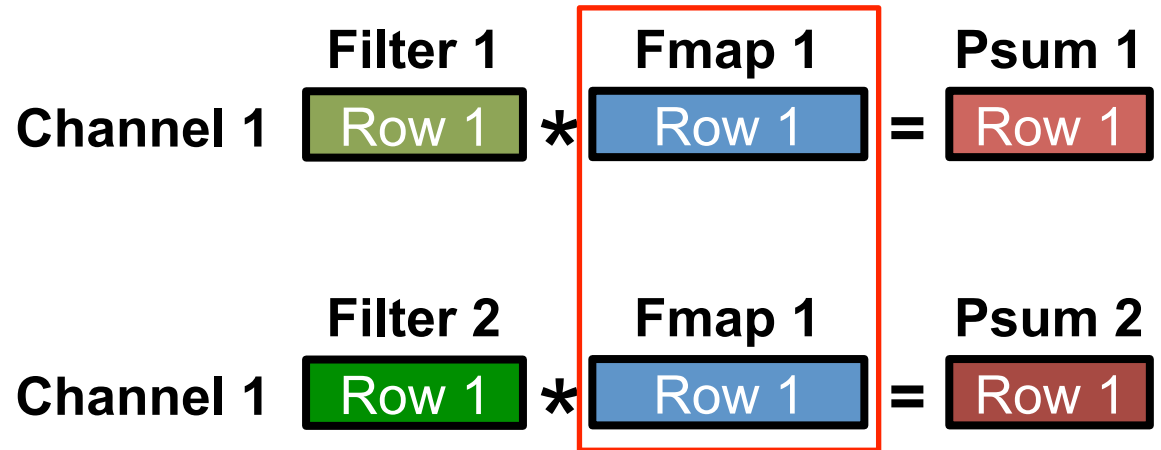 Filter 1 Fmap 1 Psum 1
Channel 1 Row 1 * Row 1 = Row 1
Filter 2 Fmap 1 Psum 2
Channel 1 Row 1 * Row 1 = Row 1